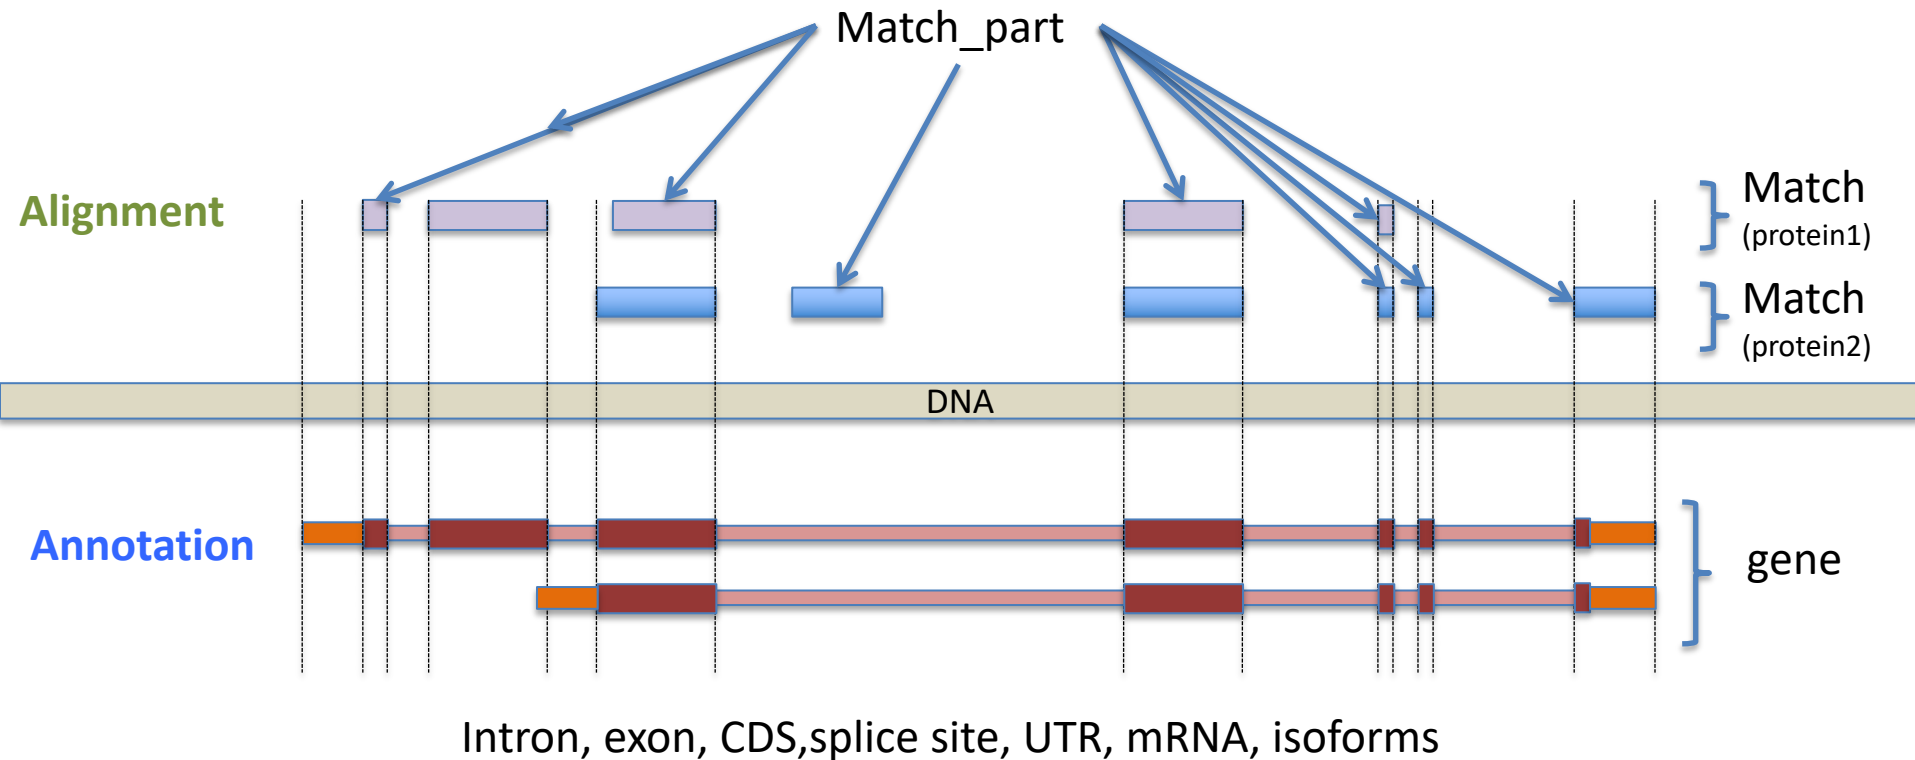 Match_part
Alignment
Match
(protein1)
Match
(protein2)
DNA
Annotation
gene
Intron, exon, CDS,splice site, UTR, mRNA, isoforms